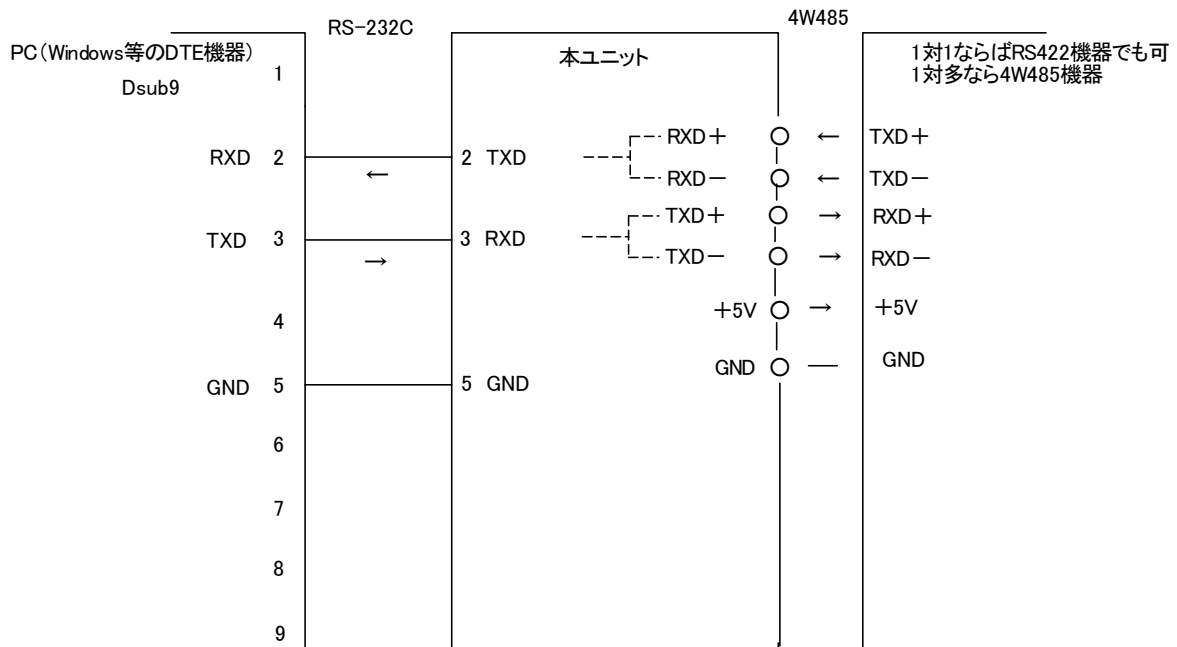 RS-232C
4W485
PC(Windows等のDTE機器)
Dsub9
本ユニット
1対1ならばRS422機器でも可
1対多なら4W485機器
1
RXD+ ← TXD+
RXD 2 2 TXD
←
RXD- ← TXD-
TXD+ → RXD+
TXD 3 3 RXD
→
TXD- → RXD-
+5V → +5V
4
GND — GND
GND 5 5 GND
6
7
8
9